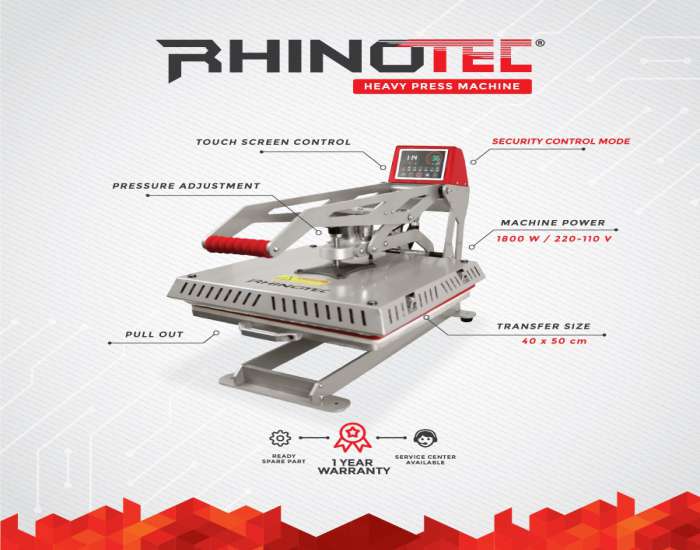 RHINOTEC®
HEAVY PRESS MACHINE
TOUCH SCREEN CONTROL
SECURITY CONTROL MODE
PRESSURE ADJUSTMENT
MACHINE POWER
1800 W / 220-110 V
RHINOTEC
PULL OUT
TRANSFER SIZE
40 x 50 cm
READY
SPARE PART
1 YEAR
WARRANTY
SERVICE CENTER
AVAILABLE